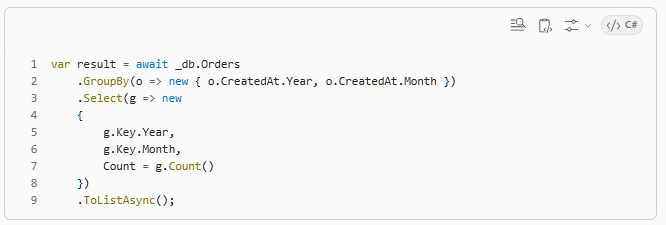 </> C#
1 var result = await _db.Orders
2 .GroupBy(o => new { o.CreatedAt.Year, o.CreatedAt.Month })
3 .Select(g => new
4 {
5 g.Key.Year,
6 g.Key.Month,
7 Count = g.Count()
8 })
9 .ToListAsync();